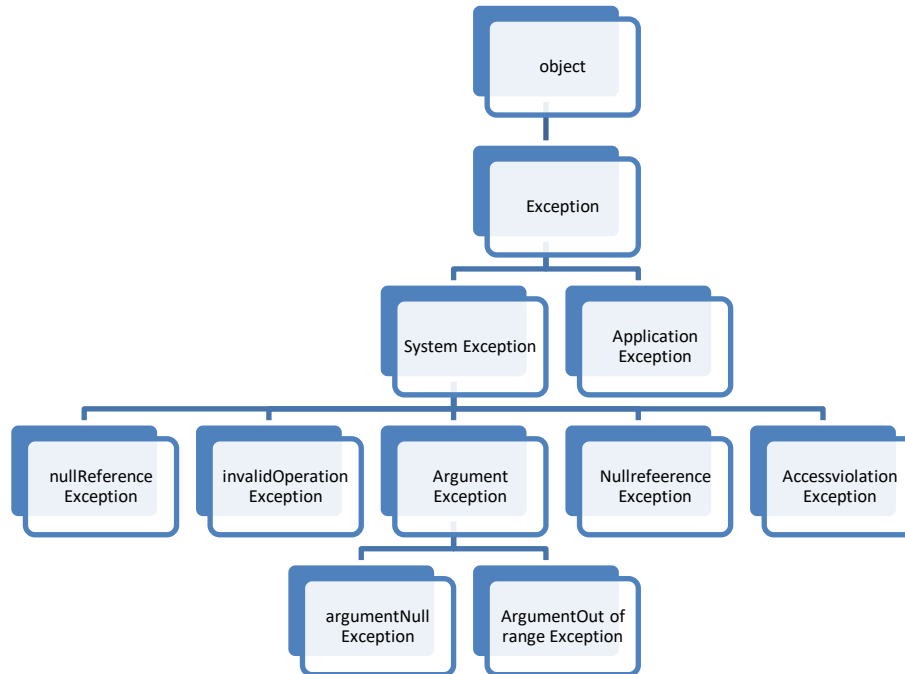 object
Exception
System Exception
Application
Exception
nullReference
Exception
invalidOperation
Exception
Argument
Exception
Nullrefeerence
Exception
Accessviolation
Exception
argumentNull
Exception
ArgumentOut of
range Exception